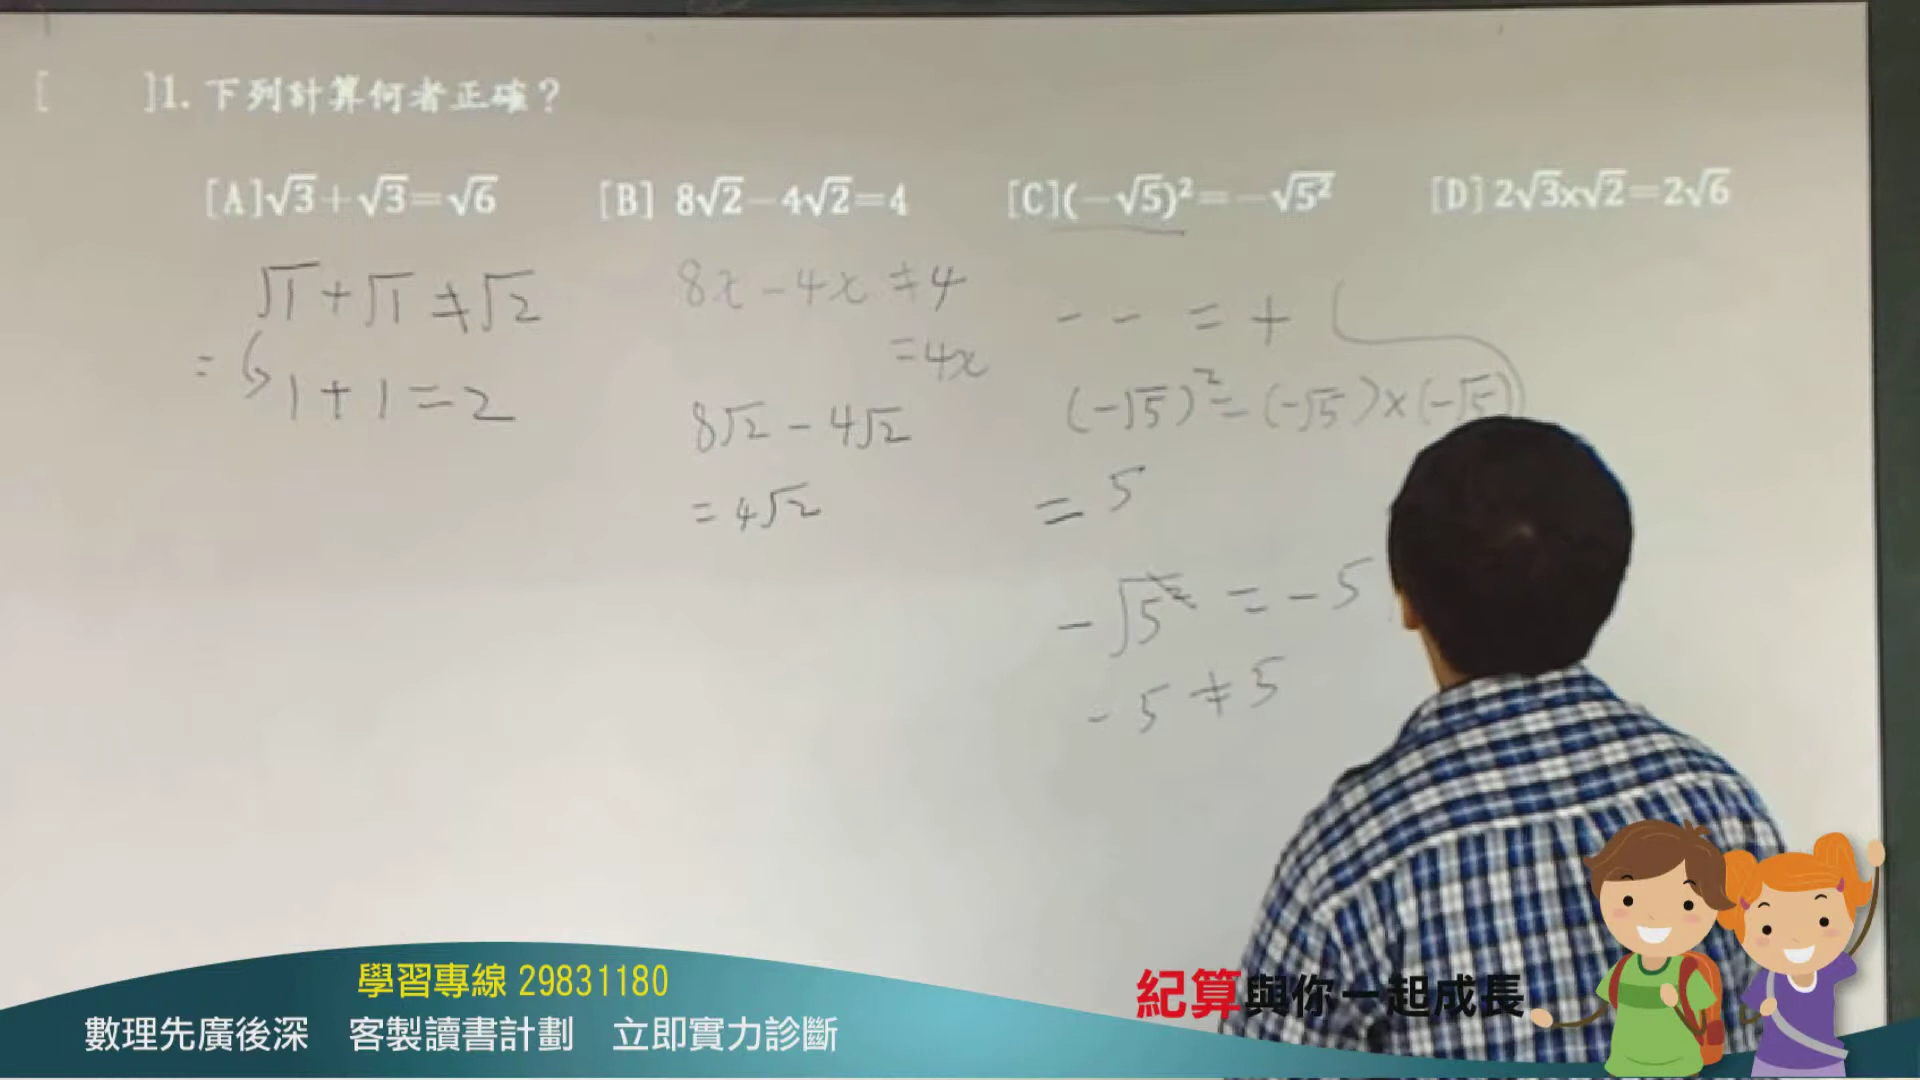 [ ]1. 下列計算何者正確？
[A]√3+√3=√6 [B] 8√2-4√2=4 [C](-√5)²=-√5² [D] 2√3x√2=2√6
√1+√1≠√2
= 1+1=2
8x-4x≠4
=4x
8√2-4√2
=4√2
- - = +
(-√5)²=(-√5)×(-√5)
= 5
-√5²=-5
-5≠5
學習專線 29831180
數理先廣後深 客製讀書計劃 立即實力診斷
紀算與你一起成長